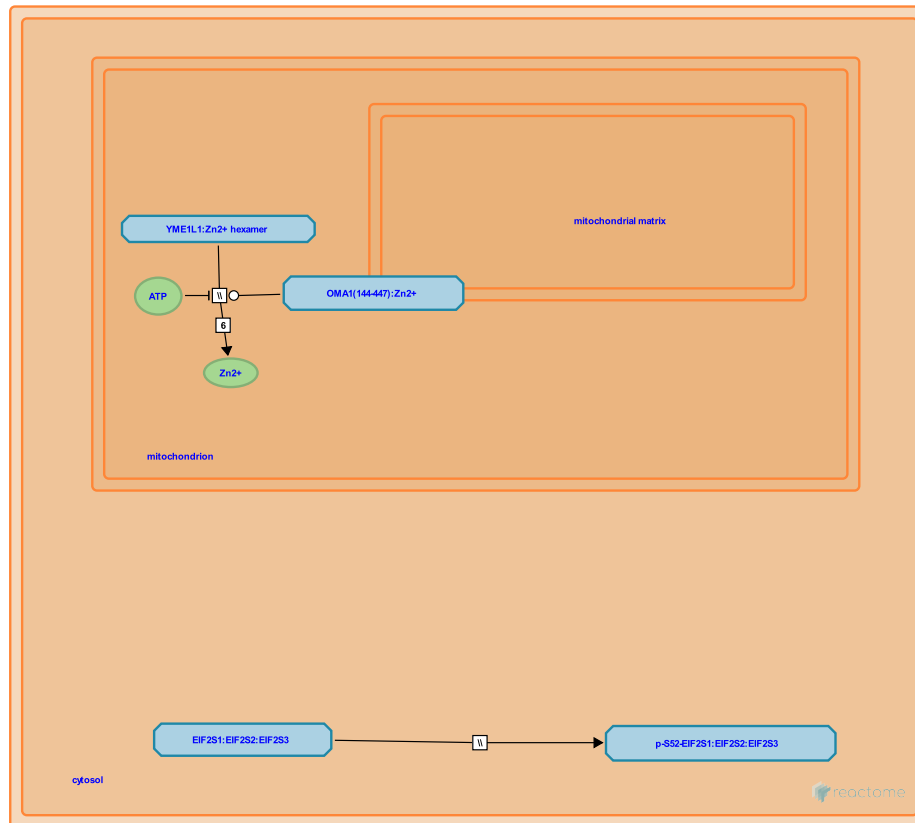 mitochondrial matrix
YME1L1:Zn2+ hexamer
ATP
\\
OMA1(144-447):Zn2+
6
Zn2+
mitochondrion
EIF2S1:EIF2S2:EIF2S3
\\
p-S52-EIF2S1:EIF2S2:EIF2S3
cytosol
reactome